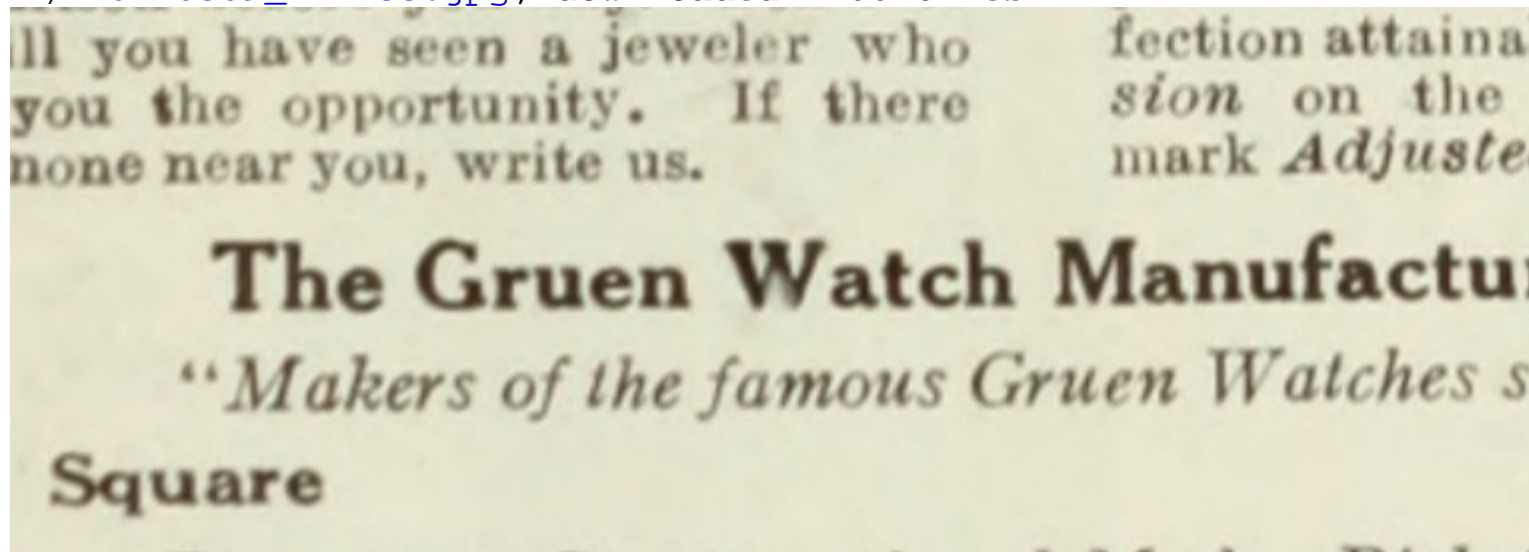 ll you have seen a jeweler who
you the opportunity. If there
none near you, write us.
fection attaina
sion on the
mark Adjuste
The Gruen Watch Manufactu
“Makers of the famous Gruen Watches s
Square